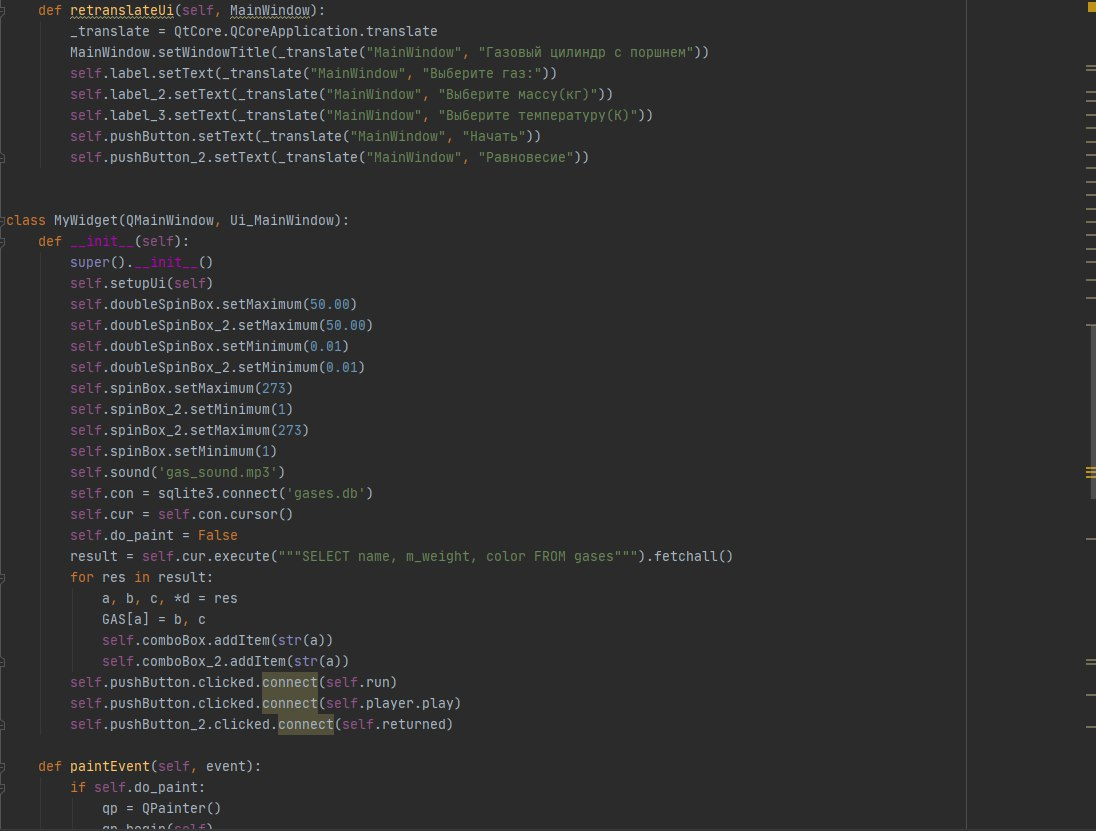 def retranslateUi(self, MainWindow):
_translate = QtCore.QCoreApplication.translate
MainWindow.setWindowTitle(_translate("MainWindow", "Газовый цилиндр с поршнем"))
self.label.setText(_translate("MainWindow", "Выберите газ:"))
self.label_2.setText(_translate("MainWindow", "Выберите массу(кг)"))
self.label_3.setText(_translate("MainWindow", "Выберите температуру(К)"))
self.pushButton.setText(_translate("MainWindow", "Начать"))
self.pushButton_2.setText(_translate("MainWindow", "Равновесие"))
class MyWidget(QMainWindow, Ui_MainWindow):
def __init__(self):
super().__init__()
self.setupUi(self)
self.doubleSpinBox.setMaximum(50.00)
self.doubleSpinBox_2.setMaximum(50.00)
self.doubleSpinBox.setMinimum(0.01)
self.doubleSpinBox_2.setMinimum(0.01)
self.spinBox.setMaximum(273)
self.spinBox_2.setMinimum(1)
self.spinBox_2.setMaximum(273)
self.spinBox.setMinimum(1)
self.sound('gas_sound.mp3')
self.con = sqlite3.connect('gases.db')
self.cur = self.con.cursor()
self.do_paint = False
result = self.cur.execute("""SELECT name, m_weight, color FROM gases""").fetchall()
for res in result:
a, b, c, *d = res
GAS[a] = b, c
self.comboBox.addItem(str(a))
self.comboBox_2.addItem(str(a))
self.pushButton.clicked.connect(self.run)
self.pushButton.clicked.connect(self.player.play)
self.pushButton_2.clicked.connect(self.returned)
def paintEvent(self, event):
if self.do_paint:
qp = QPainter()
qp.begin(self)